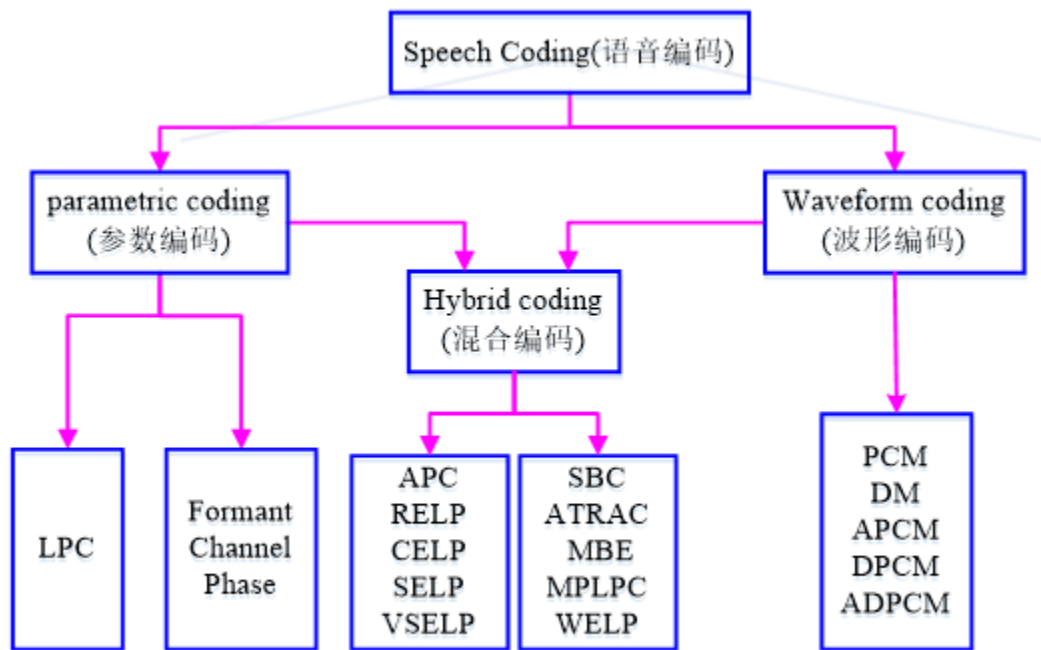 Speech Coding(语音编码)
parametric coding
(参数编码)
Waveform coding
(波形编码)
Hybrid coding
(混合编码)
LPC
Formant
Channel
Phase
APC
RELP
CELP
SELP
VSELP
SBC
ATRAC
MBE
MPLPC
WELP
PCM
DM
APCM
DPCM
ADPCM